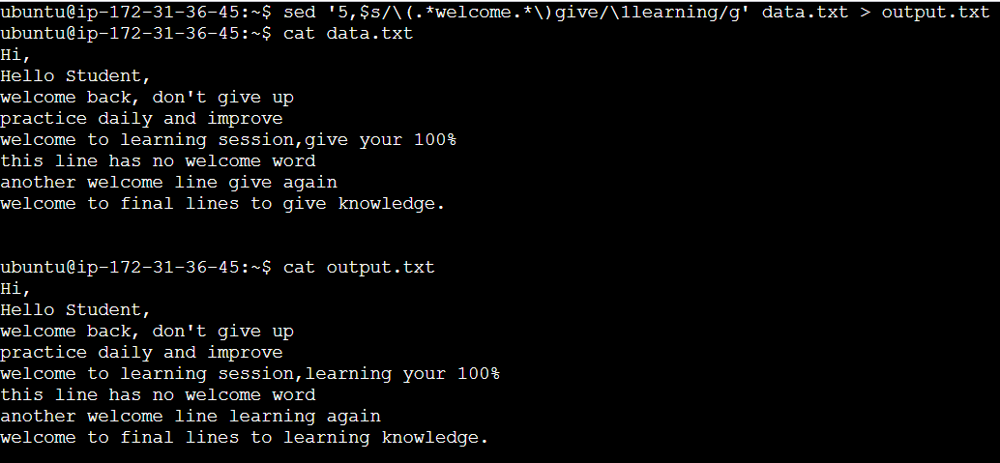 ubuntu@ip-172-31-36-45:~$ sed '5,$s/\(.*welcome.*\)give/\1learning/g' data.txt > output.txt
ubuntu@ip-172-31-36-45:~$ cat data.txt
Hi,
Hello Student,
welcome back, don't give up
practice daily and improve
welcome to learning session,give your 100%
this line has no welcome word
another welcome line give again
welcome to final lines to give knowledge.
ubuntu@ip-172-31-36-45:~$ cat output.txt
Hi,
Hello Student,
welcome back, don't give up
practice daily and improve
welcome to learning session,learning your 100%
this line has no welcome word
another welcome line learning again
welcome to final lines to learning knowledge.